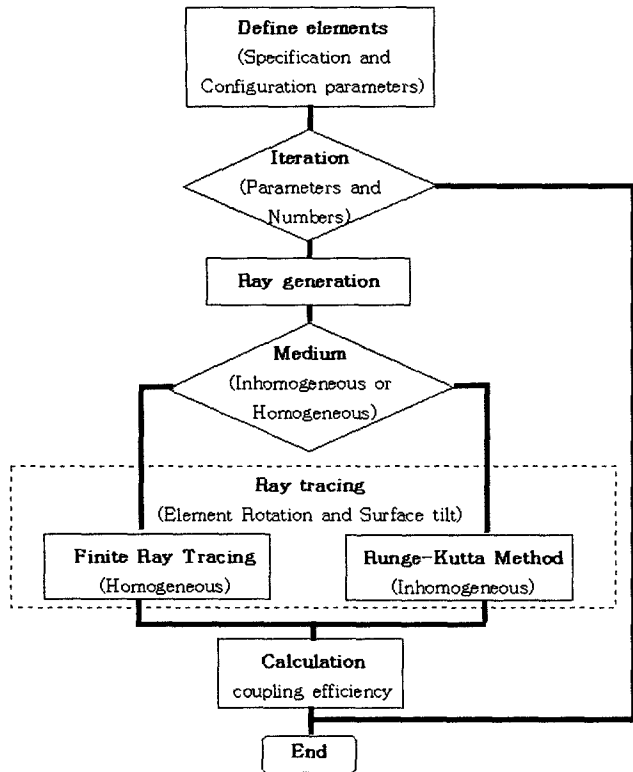 Define elements
(Specification and
Configuration parameters)
Iteration
(Parameters and
Numbers)
Ray generation
Medium
(Inhomogeneous or
Homogeneous)
Ray tracing
(Element Rotation and Surface tilt)
Finite Ray Tracing
(Homogeneous)
Runge-Kutta Method
(Inhomogeneous)
Calculation
coupling efficiency
End